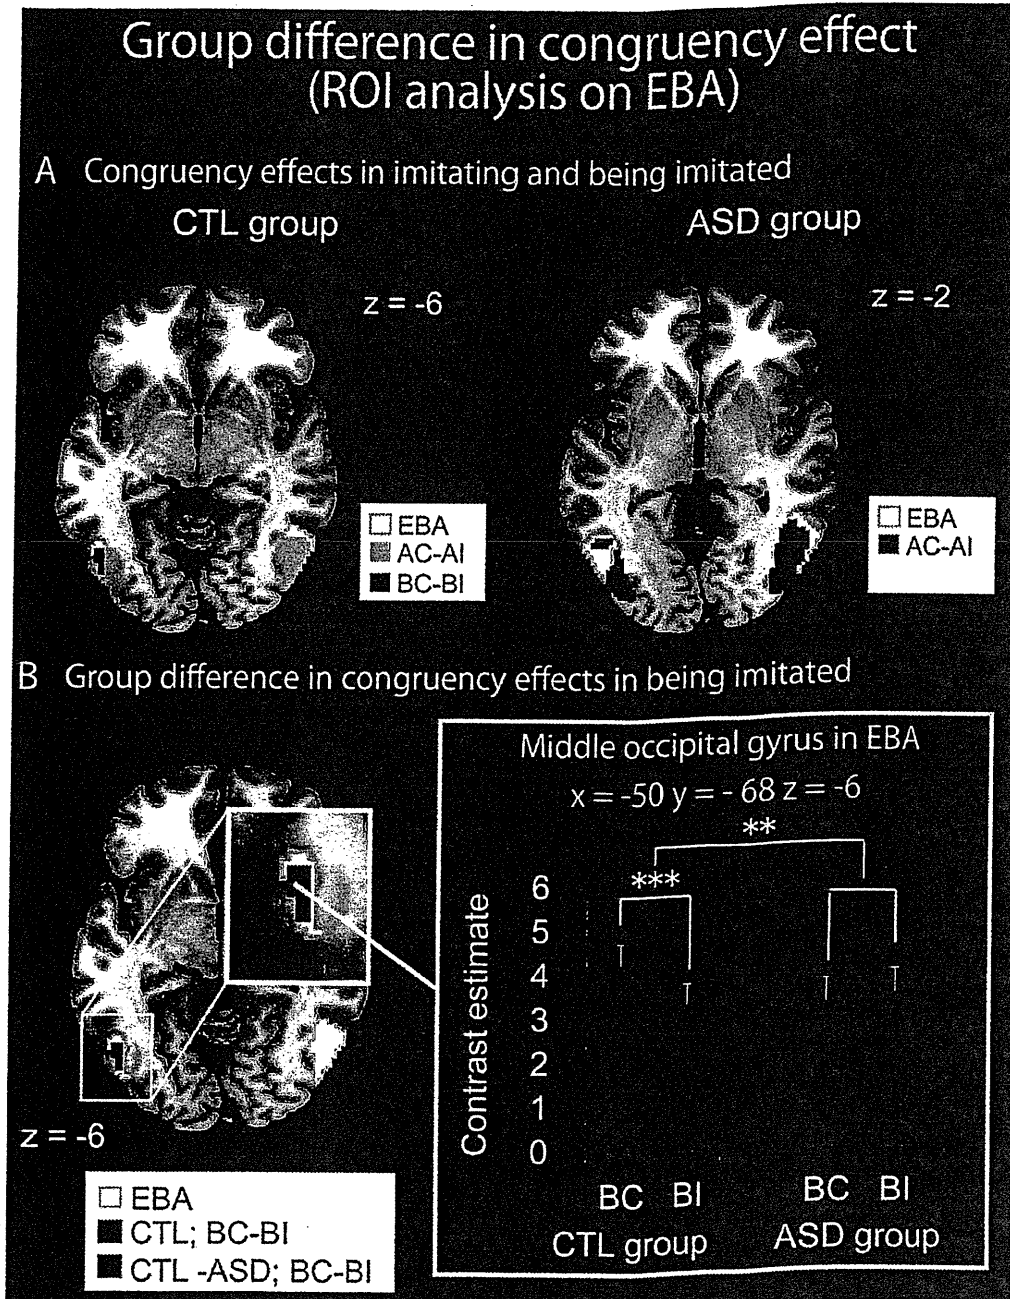 Group difference in congruency effect
(ROI analysis on EBA)
A Congruency effects in imitating and being imitated
CTL group
ASD group
z = -6
z = -2
EBA
AC-AI
BC-BI
EBA
AC-AI
B Group difference in congruency effects in being imitated
Middle occipital gyrus in EBA
x = -50 y = - 68 z = -6
**
***
Contrast estimate
6
5
4
3
2
1
0
BC BI
BC BI
CTL group
ASD group
z = -6
EBA
CTL; BC-BI
CTL -ASD; BC-BI